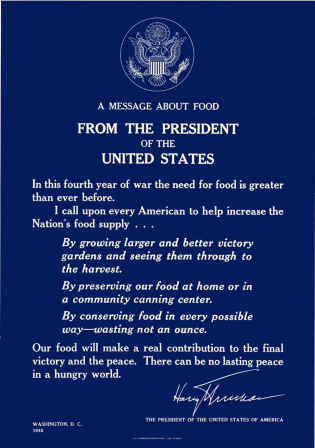 A MESSAGE ABOUT FOOD
FROM THE PRESIDENT
OF THE
UNITED STATES
In this fourth year of war the need for food is greater
than ever before.
I call upon every American to help increase the
Nation's food supply . . .
By growing larger and better victory
gardens and seeing them through to
the harvest.
By preserving our food at home or in
a community canning center.
By conserving food in every possible
way—wasting not an ounce.
Our food will make a real contribution to the final
victory and the peace. There can be no lasting peace
in a hungry world.
Harry Truman
WASHINGTON, D. C.
1945
THE PRESIDENT OF THE UNITED STATES OF AMERICA